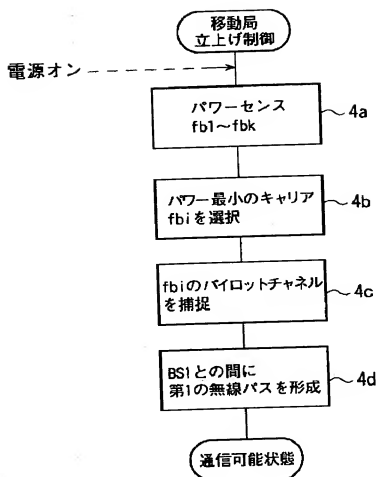 移動局
立上げ制御
電源オン
パワーセンス
fb1〜fbk
4a
パワー最小のキャリア
fbiを選択
4b
fbiのパイロットチャネル
を捕捉
4c
BS1との間に
第1の無線パスを形成
4d
通信可能状態